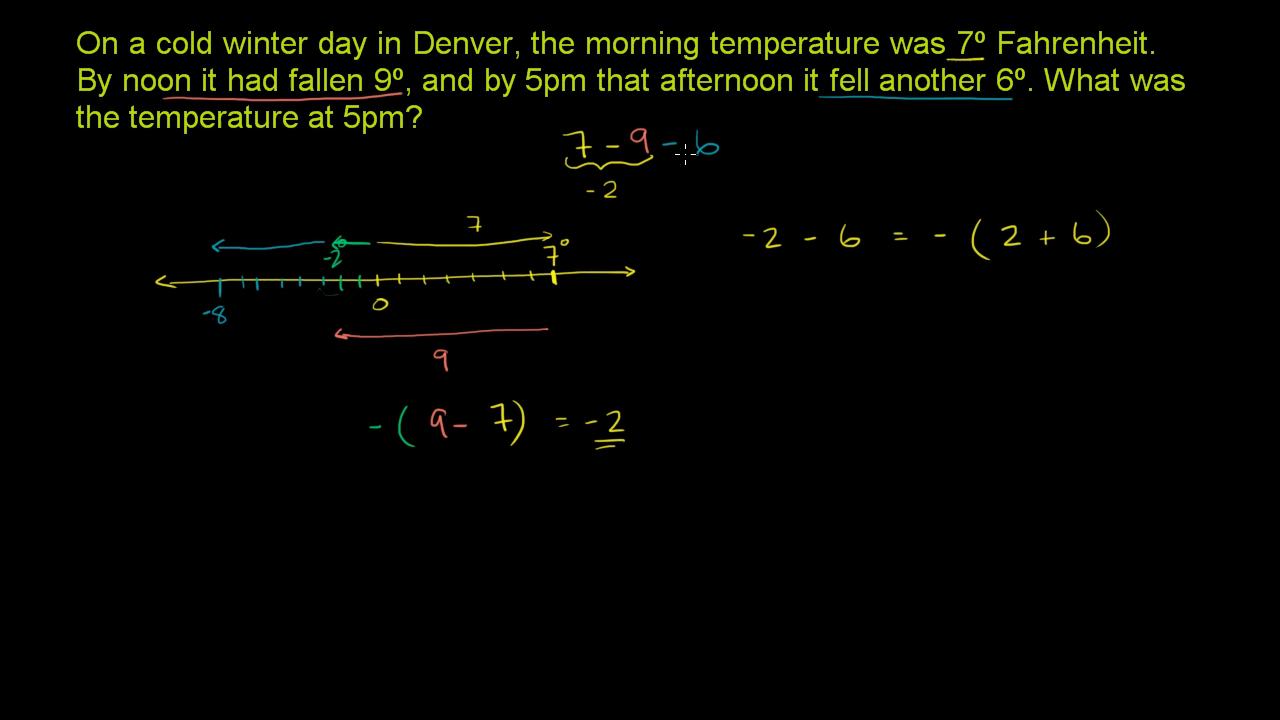 On a cold winter day in Denver, the morning temperature was 7º Fahrenheit.
By noon it had fallen 9º, and by 5pm that afternoon it fell another 6º. What was
the temperature at 5pm?
7 - 9 - 6
-2
7
-2 - 6 = - (2 + 6)
-2° 7°
-8 0
9
- (9 - 7) = -2